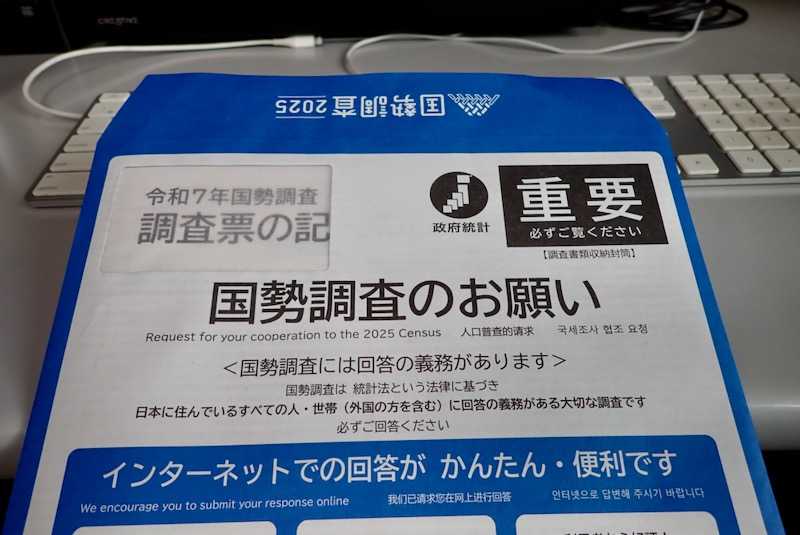 国勢調査2025
令和7年国勢調査
調査票の記
政府統計
重要
必ずご覧ください
【調査書類収納封筒】
国勢調査のお願い
Request for your cooperation to the 2025 Census 人口普查的请求 국세조사 협조 요청
＜国勢調査には回答の義務があります＞
国勢調査は 統計法という法律に基づき
日本に住んでいるすべての人・世帯（外国の方を含む）に回答の義務がある大切な調査です
必ずご回答ください
インターネットでの回答が かんたん・便利です
We encourage you to submit your response online 我们已请求您在网上进行回答 인터넷으로 답변해 주시기 바랍니다